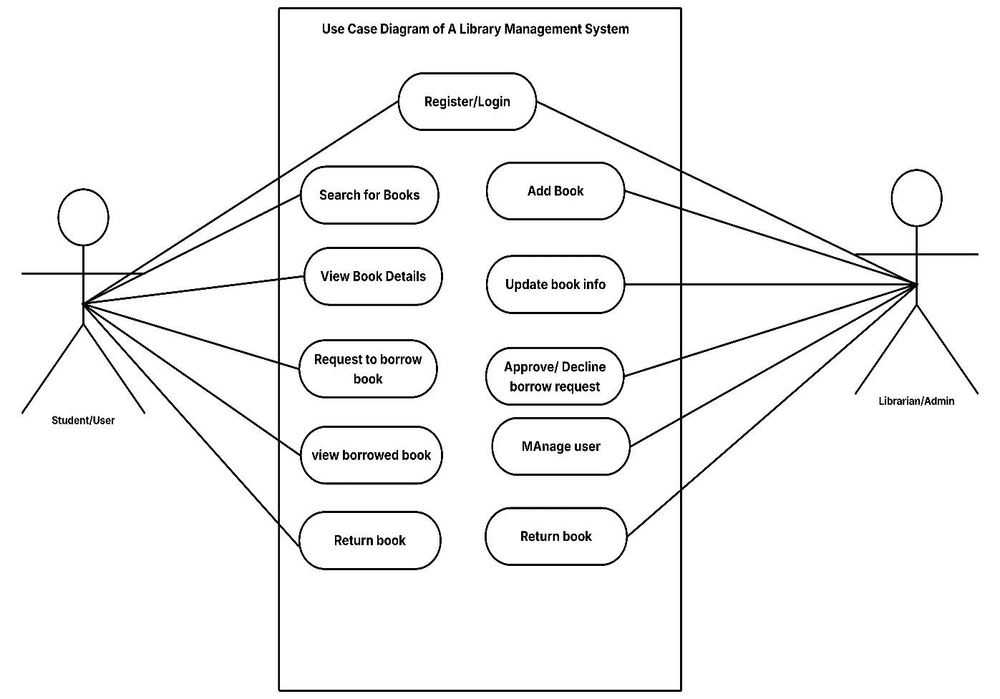 Use Case Diagram of A Library Management System
Register/Login
Search for Books
Add Book
View Book Details
Update book info
Request to borrow
book
Approve/ Decline
borrow request
Librarian/Admin
Student/User
view borrowed book
MAnage user
Return book
Return book